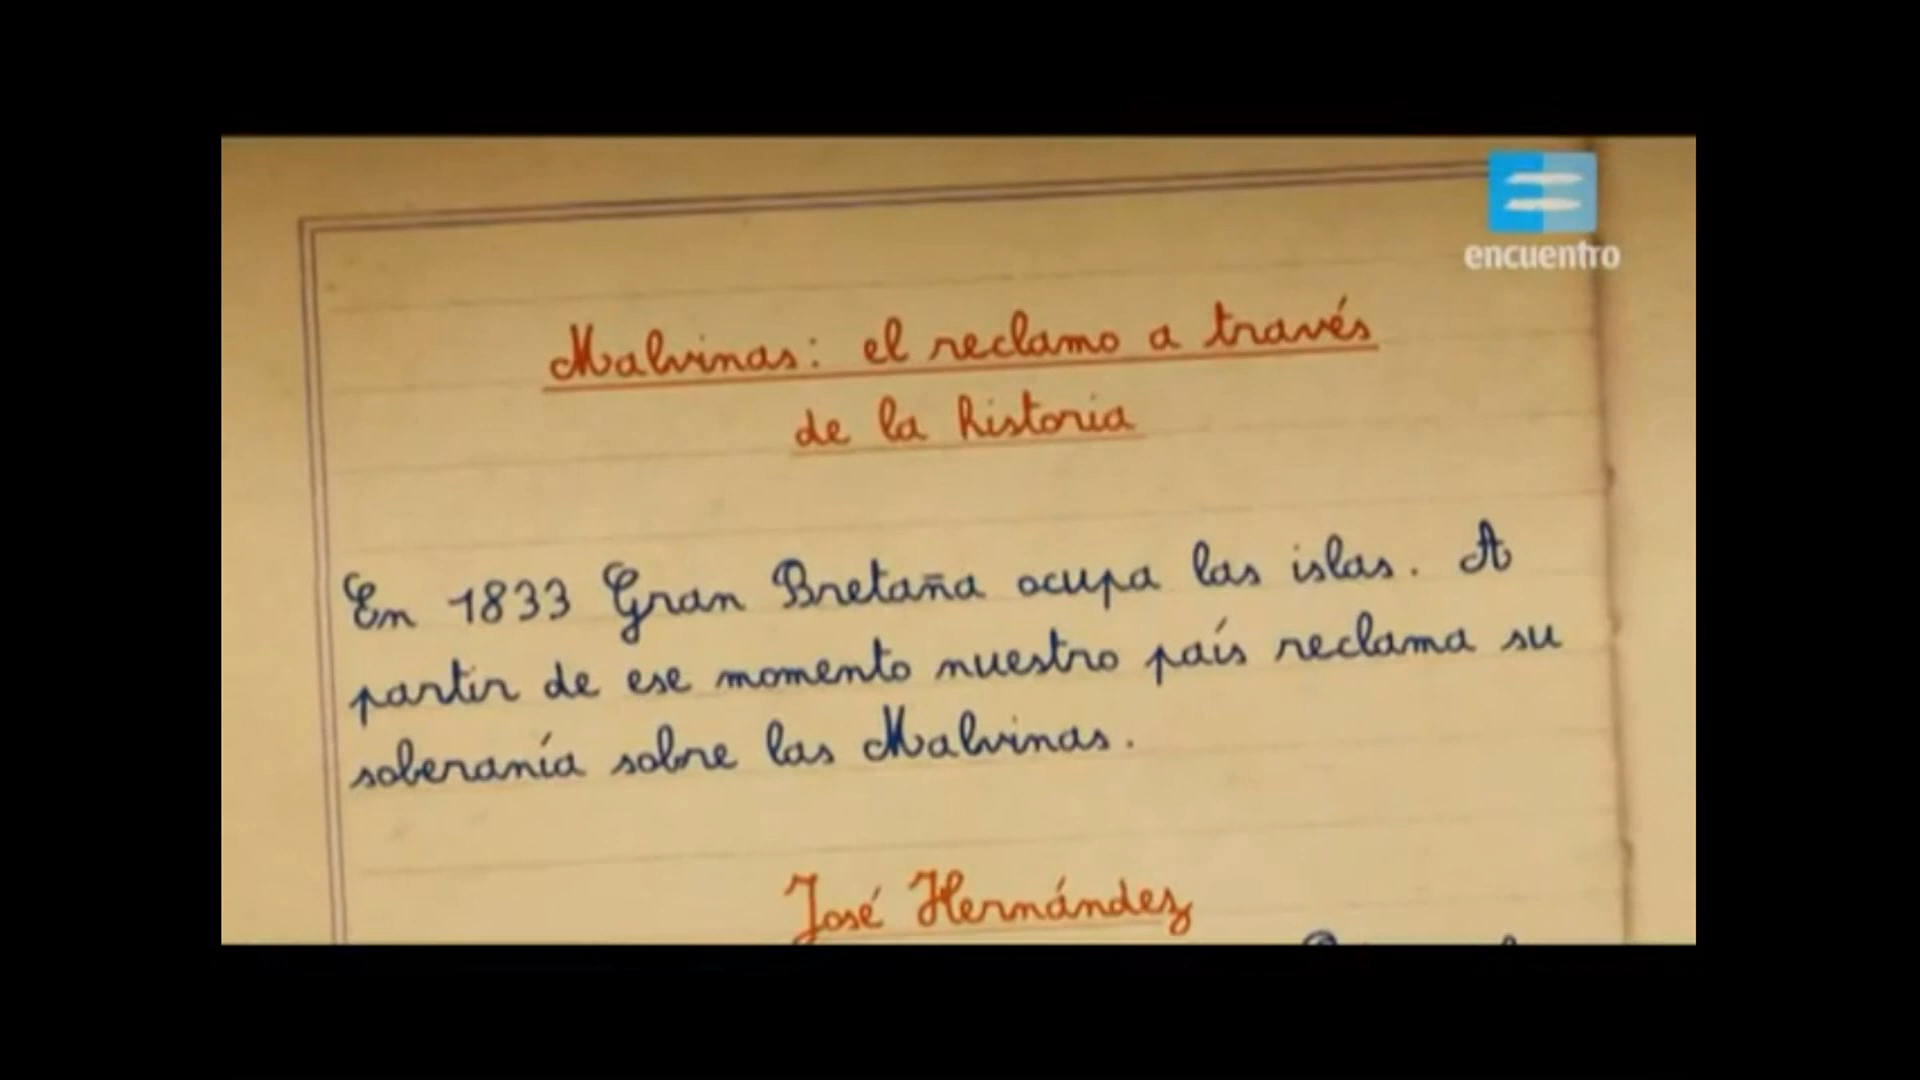 encuentro
Malvinas: el reclamo a través
de la historia
En 1833 Gran Bretaña ocupa las islas. A
partir de ese momento nuestro país reclama su
soberanía sobre las Malvinas.
José Hernández